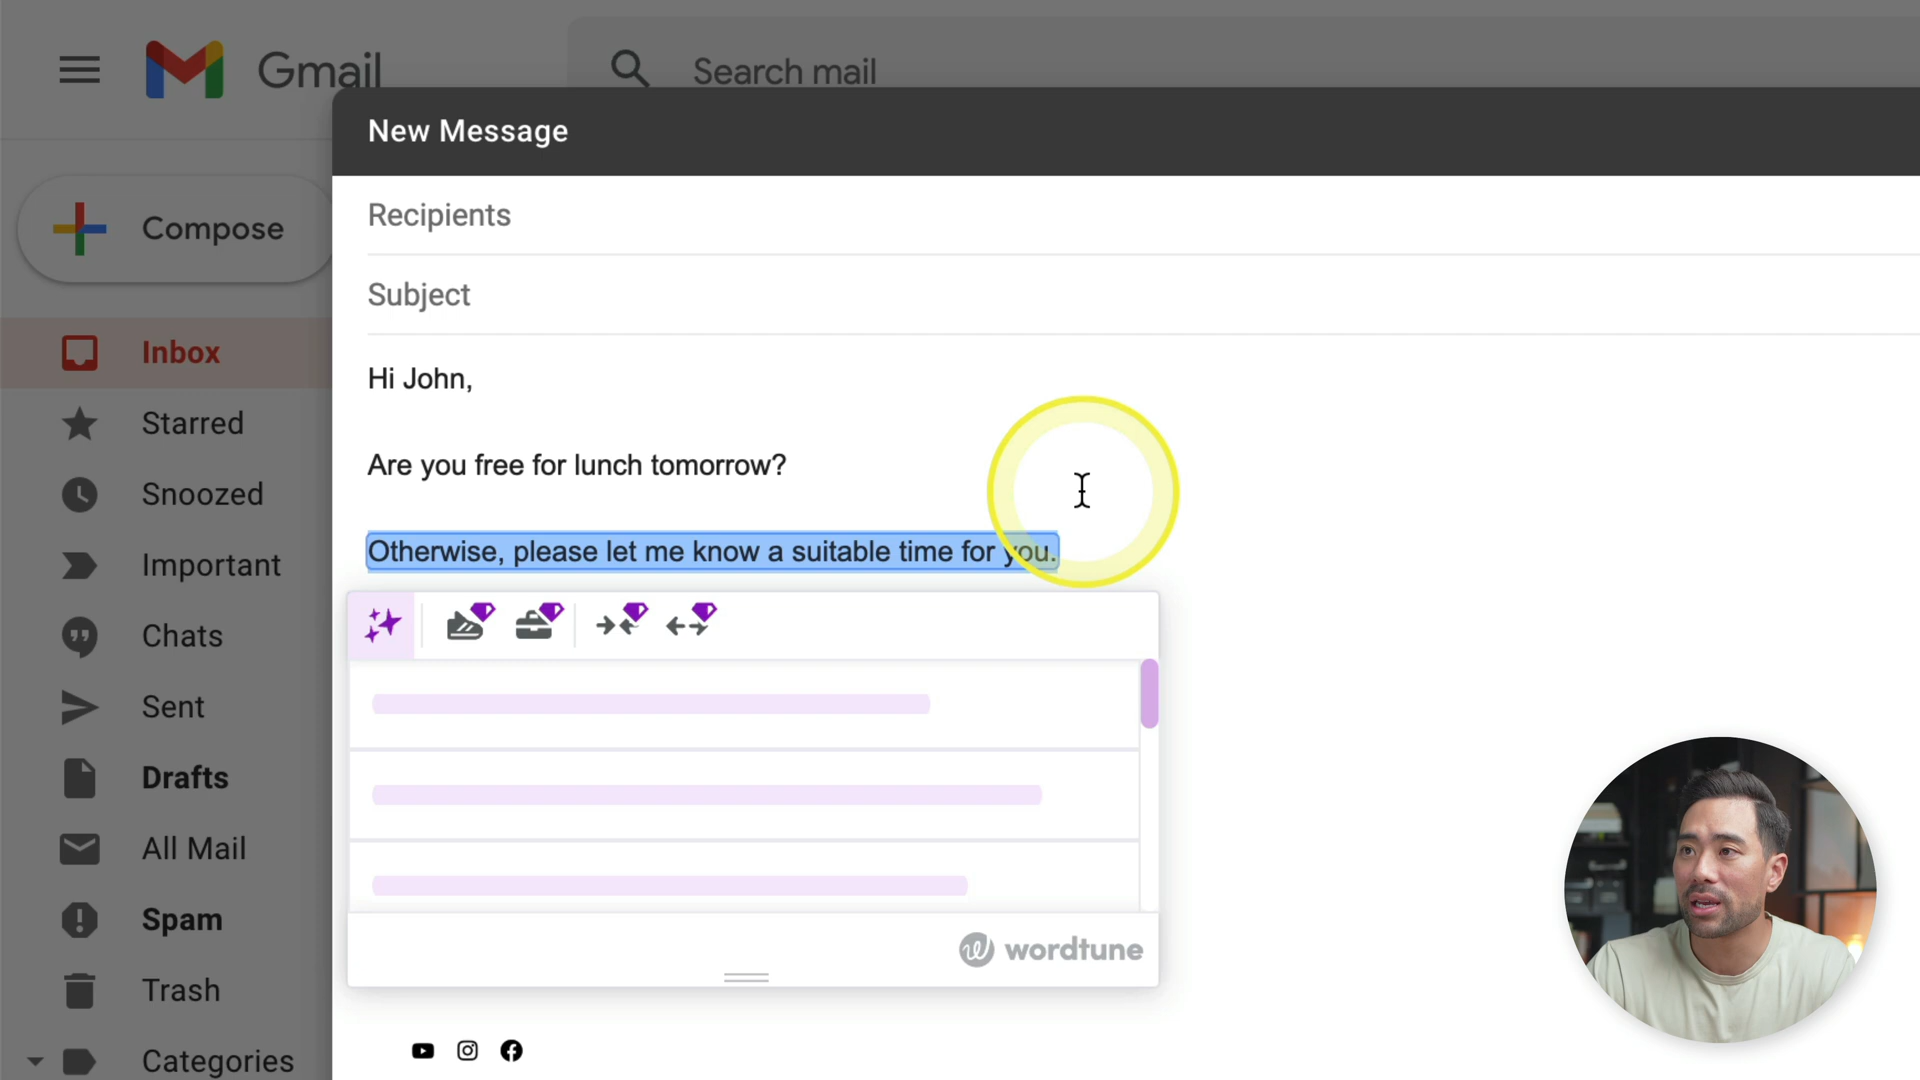 Gmail
Search mail
New Message
Recipients
Subject
Compose
Inbox
Starred
Snoozed
Important
Chats
Sent
Drafts
All Mail
Spam
Trash
Categories
Hi John,
Are you free for lunch tomorrow?
Otherwise, please let me know a suitable time for you.
wordtune